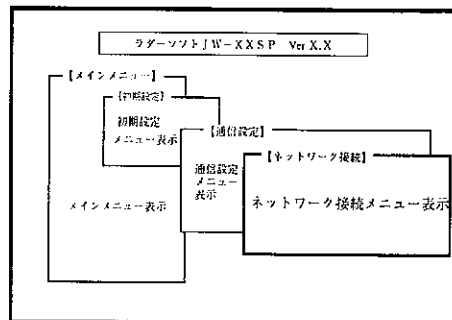 ラダーソフトJW-XXSP Ver X.X
【メインメニュー】
【初期設定】
初期設定
メニュー表示
【通信設定】
通信設定
メニュー
表示
【ネットワーク接続】
ネットワーク接続メニュー表示
メインメニュー表示